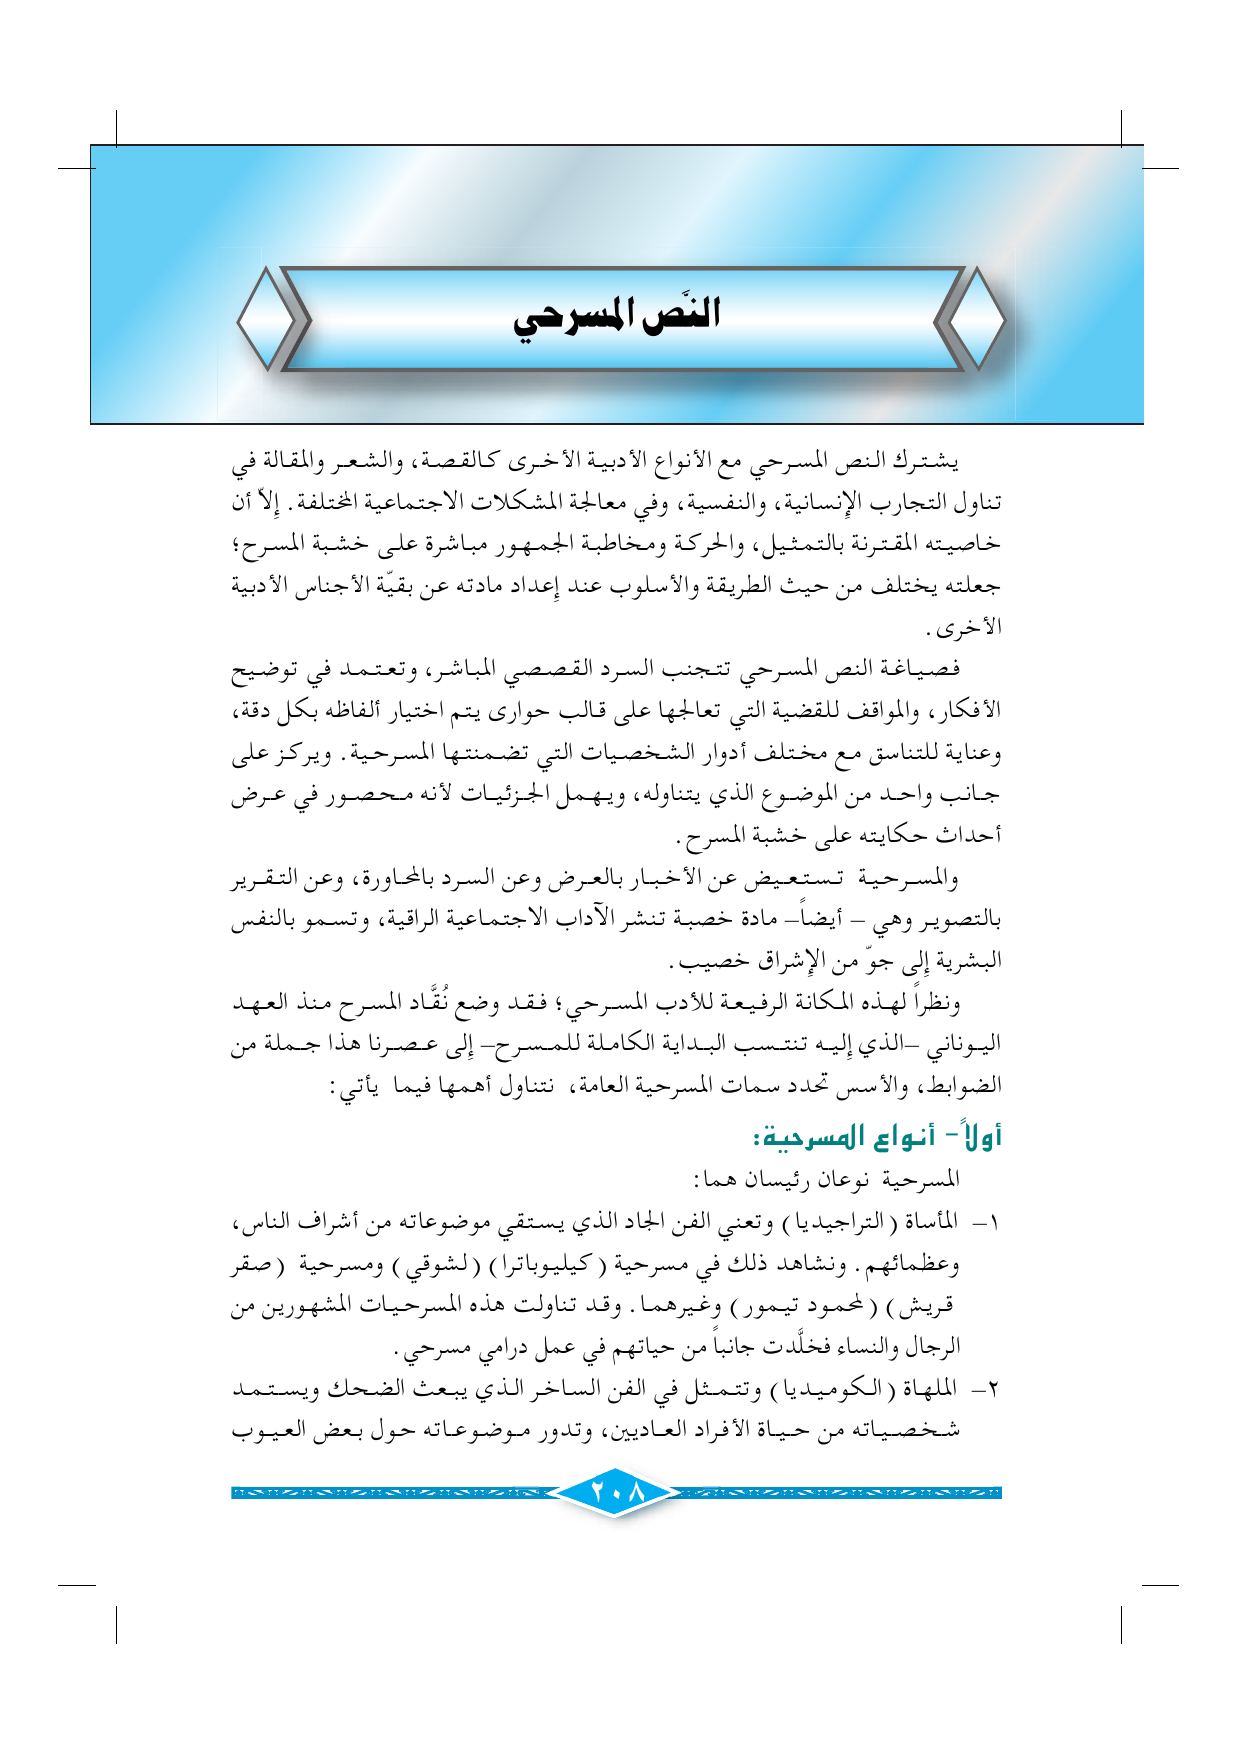 النَّص المسرحي
يشترك النص المسرحي مع الأنواع الأدبية الأخرى كالقصة، والشعر والمقالة في
تناول التجارب الإنسانية، والنفسية، وفي معالجة المشكلات الاجتماعية المختلفة. إلاّ أن
خاصيته المقترنة بالتمثيل، والحركة ومخاطبة الجمهور مباشرة على خشبة المسرح؛
جعلته يختلف من حيث الطريقة والأسلوب عند إعداد مادته عن بقيّة الأجناس الأدبية
الأخرى.
فصياغة النص المسرحي تتجنب السرد القصصي المباشر، وتعتمد في توضيح
الأفكار، والمواقف للقضية التي تعالجها على قالب حوارى يتم اختيار ألفاظه بكل دقة،
وعناية للتناسق مع مختلف أدوار الشخصيات التي تضمنتها المسرحية. ويركز على
جانب واحد من الموضوع الذي يتناوله، ويهمل الجزئيات لأنه محصور في عرض
أحداث حكايته على خشبة المسرح.
والمسرحية تستعيض عن الأخبار بالعرض وعن السرد بالمحاورة، وعن التقرير
بالتصوير وهي – أيضاً– مادة خصبة تنشر الآداب الاجتماعية الراقية، وتسمو بالنفس
البشرية إلى جوّ من الإشراق خصيب.
ونظراً لهذه المكانة الرفيعة للأدب المسرحي؛ فقد وضع نُقَّاد المسرح منذ العهد
اليوناني –الذي إليه تنتسب البداية الكاملة للمسرح– إلى عصرنا هذا جملة من
الضوابط، والأسس تحدد سمات المسرحية العامة، نتناول أهمها فيما يأتي:
أولاً – أنواع المسرحية:
المسرحية نوعان رئيسان هما:
١– المأساة (التراجيديا) وتعني الفن الجاد الذي يستقي موضوعاته من أشراف الناس،
وعظمائهم. ونشاهد ذلك في مسرحية (كيليوباترا) (لشوقي) ومسرحية (صقر
قريش) (لمحمود تيمور) وغيرهما. وقد تناولت هذه المسرحيات المشهورين من
الرجال والنساء فخلَّدت جانباً من حياتهم في عمل درامي مسرحي.
٢– الملهاة (الكوميديا) وتتمثل في الفن الساخر الذي يبعث الضحك ويستمد
شخصياته من حياة الأفراد العاديين، وتدور موضوعاته حول بعض العيوب
٢٠٨